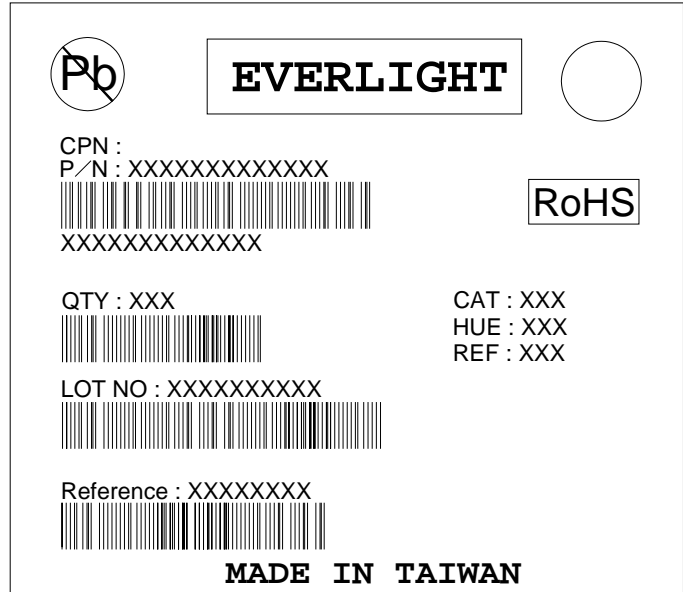 Pb
EVERLIGHT
CPN :
P/N : XXXXXXXXXXXXX
RoHS
XXXXXXXXXXXXX
QTY : XXX
CAT : XXX
HUE : XXX
REF : XXX
LOT NO : XXXXXXXXXX
Reference : XXXXXXXX
MADE IN TAIWAN